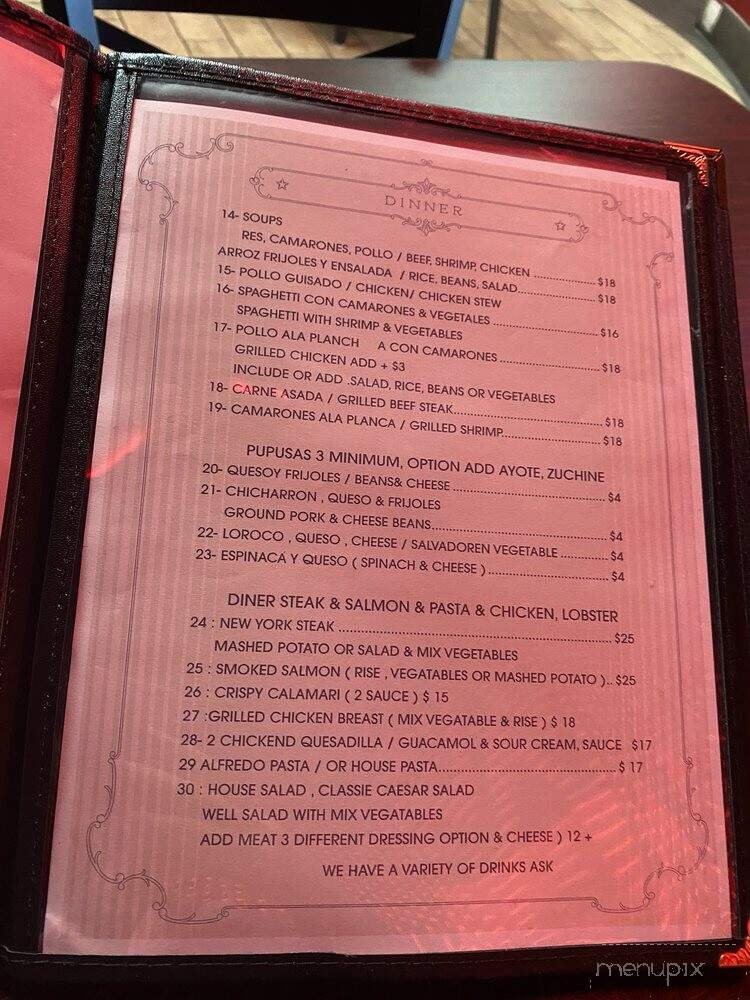 DINNER
14- SOUPS
RES, CAMARONES, POLLO / BEEF, SHRIMP, CHICKEN .................. $18
ARROZ FRIJOLES Y ENSALADA / RICE, BEANS, SALAD..................... $18
15- POLLO GUISADO / CHICKEN/ CHICKEN STEW
16- SPAGHETTI CON CAMARONES & VEGETALES ........................ $16
SPAGHETTI WITH SHRIMP & VEGETABLES
17- POLLO ALA PLANCH A CON CAMARONES ........................ $18
GRILLED CHICKEN ADD + $3
INCLUDE OR ADD .SALAD, RICE, BEANS OR VEGETABLES
18- CARNE ASADA / GRILLED BEEF STEAK................................ $18
19- CAMARONES ALA PLANCA / GRILLED SHRIMP..................... $18
PUPUSAS 3 MINIMUM, OPTION ADD AYOTE, ZUCHINE
20- QUESOY FRIJOLES / BEANS& CHEESE ................................ $4
21- CHICHARRON , QUESO & FRIJOLES
GROUND PORK & CHEESE BEANS..................................... $4
22- LOROCO , QUESO , CHEESE / SALVADOREN VEGETABLE .......... $4
23- ESPINACA Y QUESO ( SPINACH & CHEESE ) ......................... $4
DINER STEAK & SALMON & PASTA & CHICKEN, LOBSTER
24 : NEW YORK STEAK ........................................................ $25
MASHED POTATO OR SALAD & MIX VEGETABLES
25 : SMOKED SALMON ( RISE , VEGATABLES OR MASHED POTATO ).. $25
26 : CRISPY CALAMARI ( 2 SAUCE ) $ 15
27 :GRILLED CHICKEN BREAST ( MIX VEGATABLE & RISE ) $ 18
28- 2 CHICKEND QUESADILLA / GUACAMOL & SOUR CREAM, SAUCE $17
29 ALFREDO PASTA / OR HOUSE PASTA..................................... $ 17
30 : HOUSE SALAD , CLASSIE CAESAR SALAD
WELL SALAD WITH MIX VEGATABLES
ADD MEAT 3 DIFFERENT DRESSING OPTION & CHEESE ) 12 +
WE HAVE A VARIETY OF DRINKS ASK
menupix